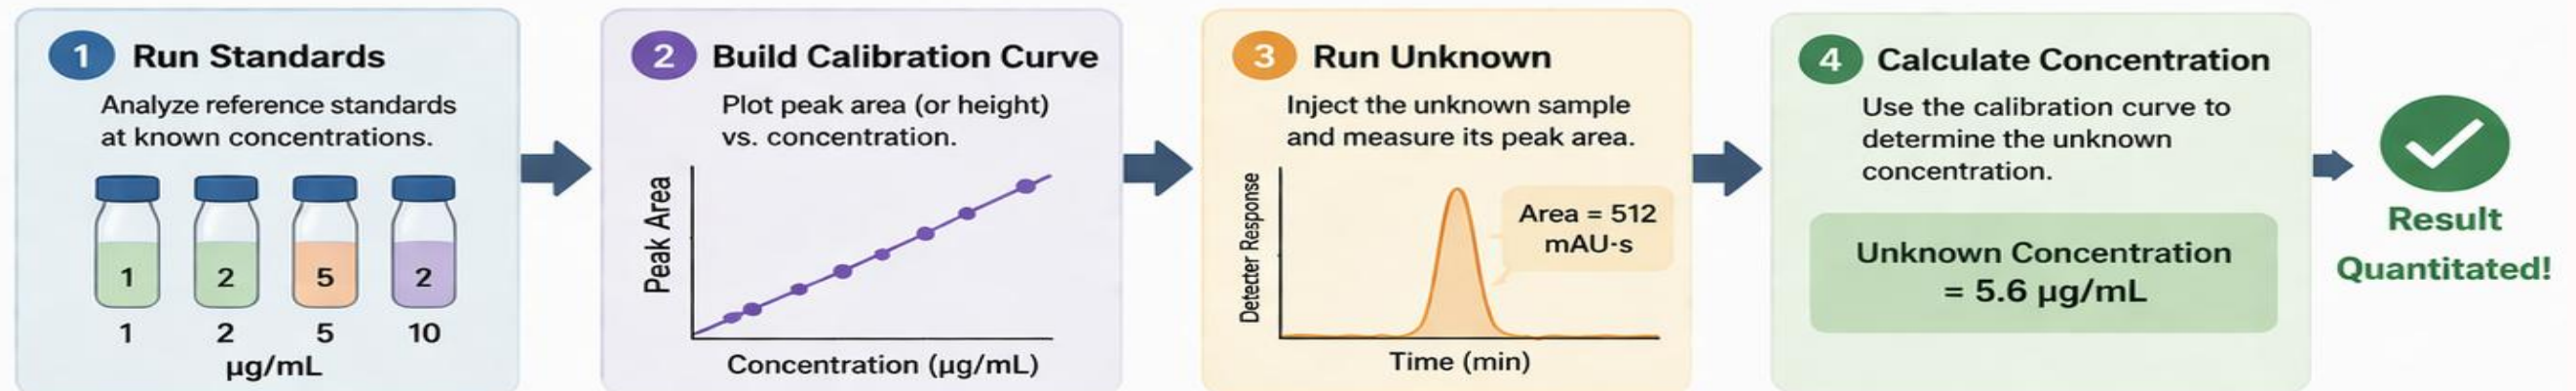 1 Run Standards
Analyze reference standards
at known concentrations.
1 2 5 2
1 2 5 10
µg/mL
2 Build Calibration Curve
Plot peak area (or height)
vs. concentration.
Peak Area
Concentration (µg/mL)
3 Run Unknown
Inject the unknown sample
and measure its peak area.
Detecter Response
Area = 512
mAU·s
Time (min)
4 Calculate Concentration
Use the calibration curve to
determine the unknown
concentration.
Unknown Concentration
= 5.6 µg/mL
Result
Quantitated!